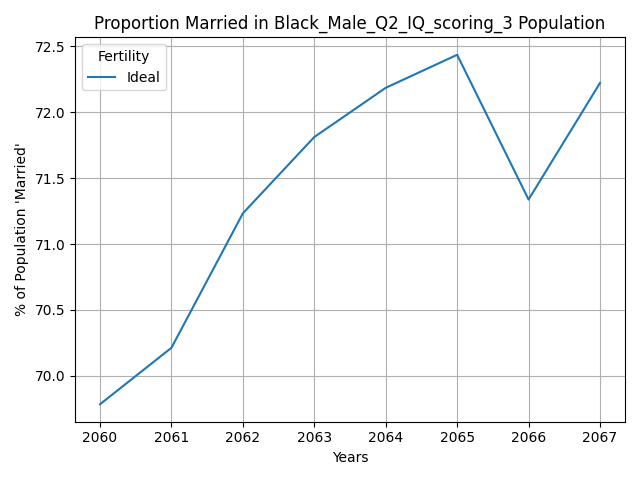 Proportion Married in Black_Male_Q2_IQ_scoring_3 Population
Fertility
Ideal
% of Population 'Married'
72.5
72.0
71.5
71.0
70.5
70.0
2060 2061 2062 2063 2064 2065 2066 2067
Years